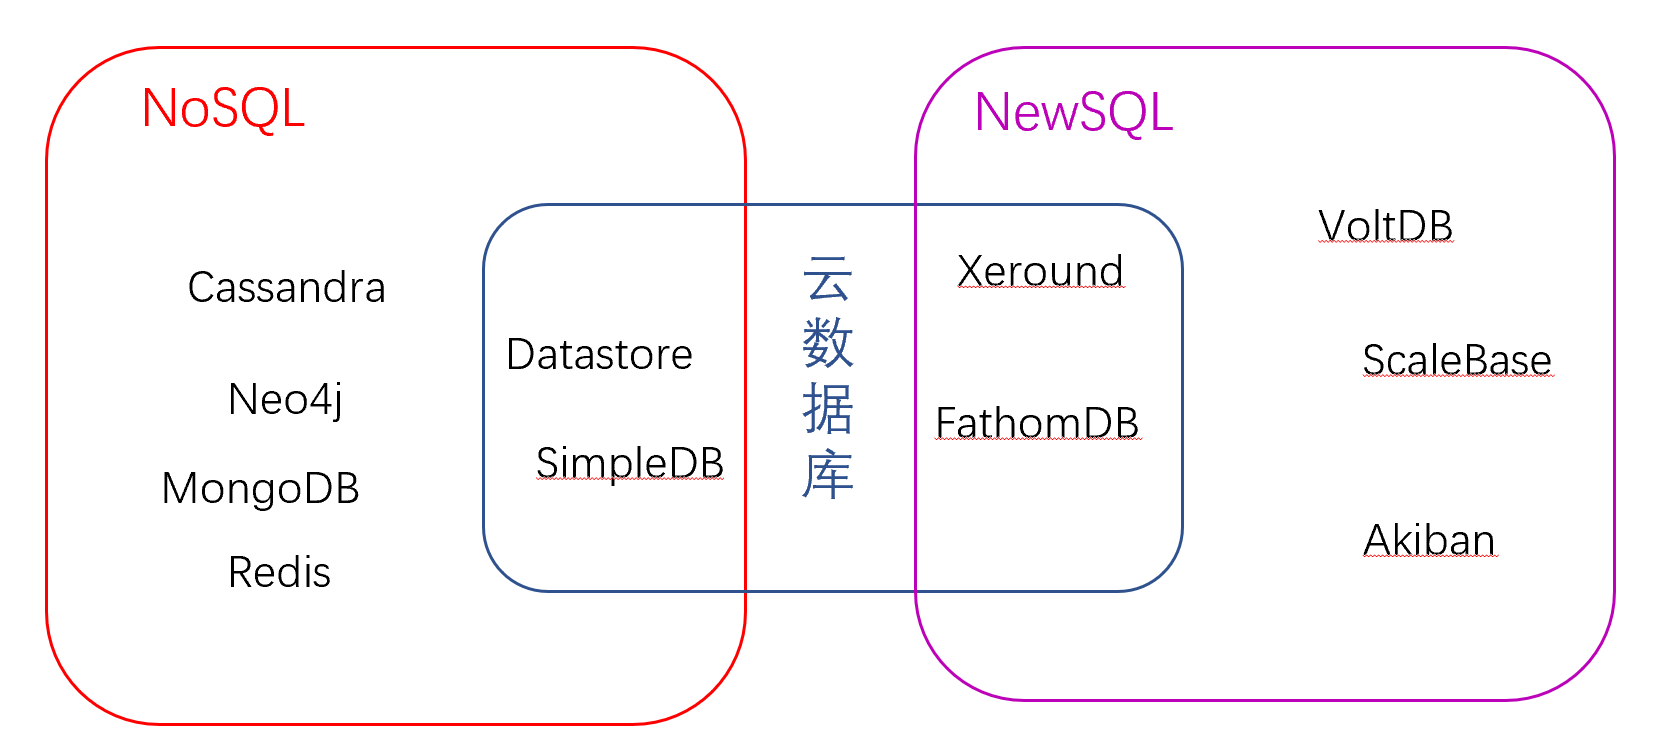 NoSQL
Cassandra
Neo4j
MongoDB
Redis
Datastore
SimpleDB
云
数
据
库
NewSQL
Xeround
FathomDB
VoltDB
ScaleBase
Akiban